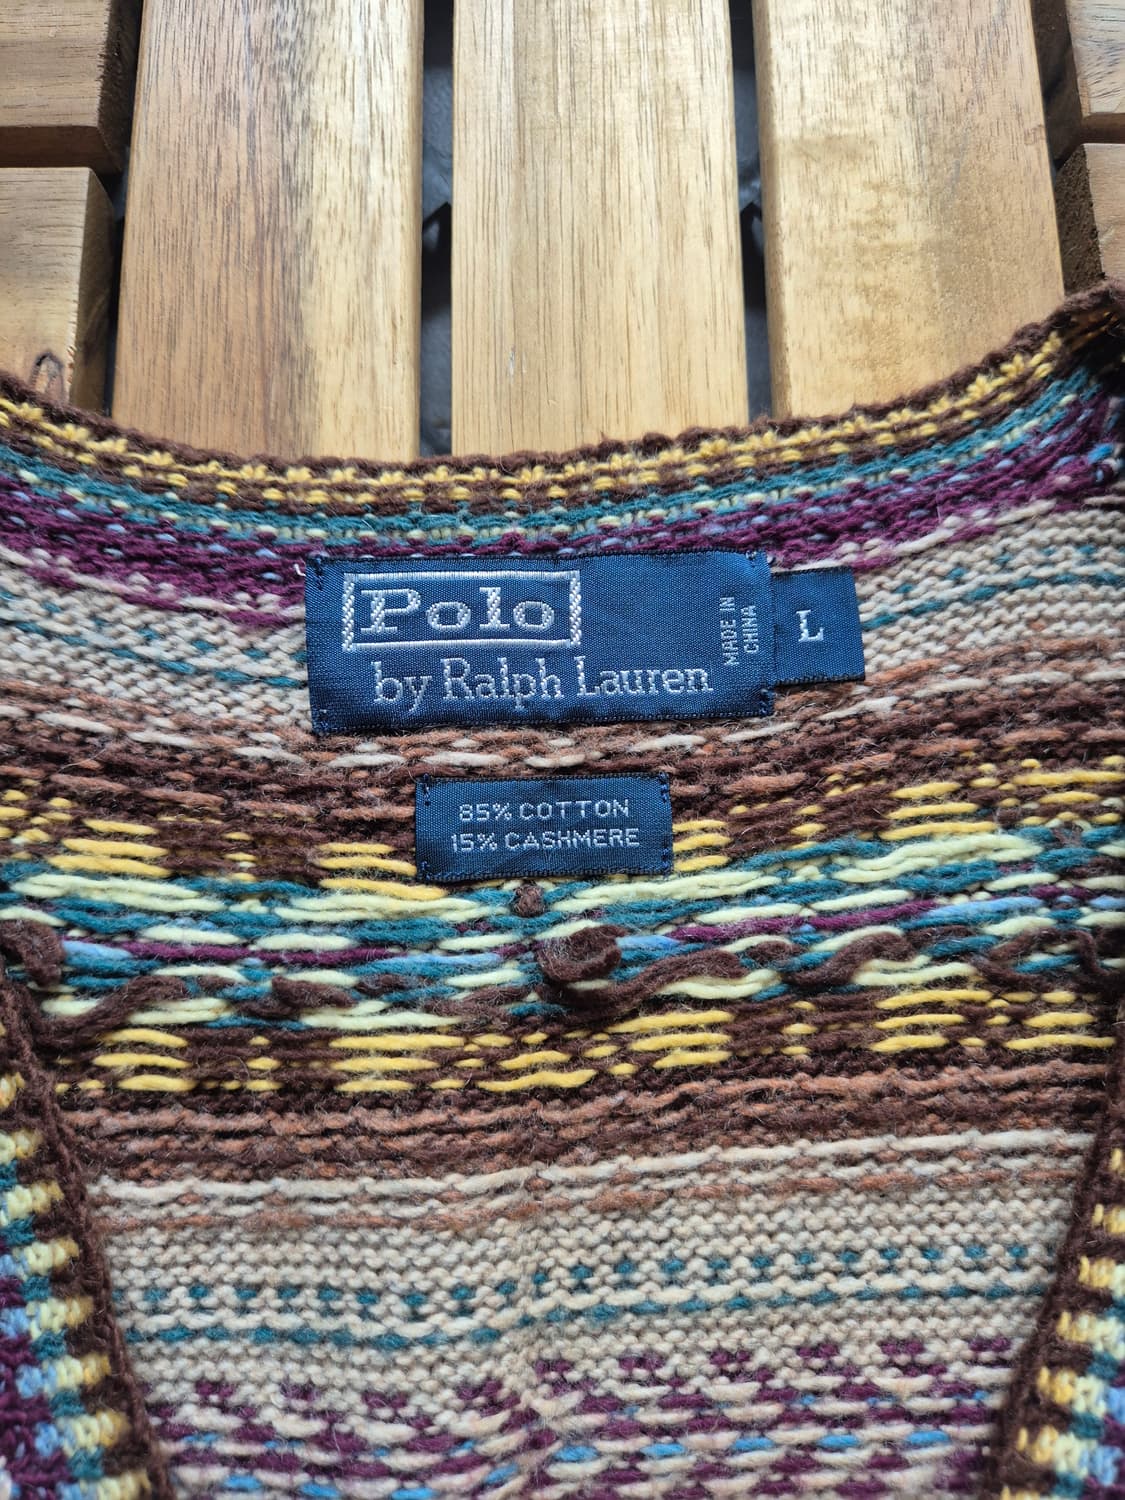 Polo
by Ralph Lauren
MADE IN
CHINA
L
85% COTTON
15% CASHMERE